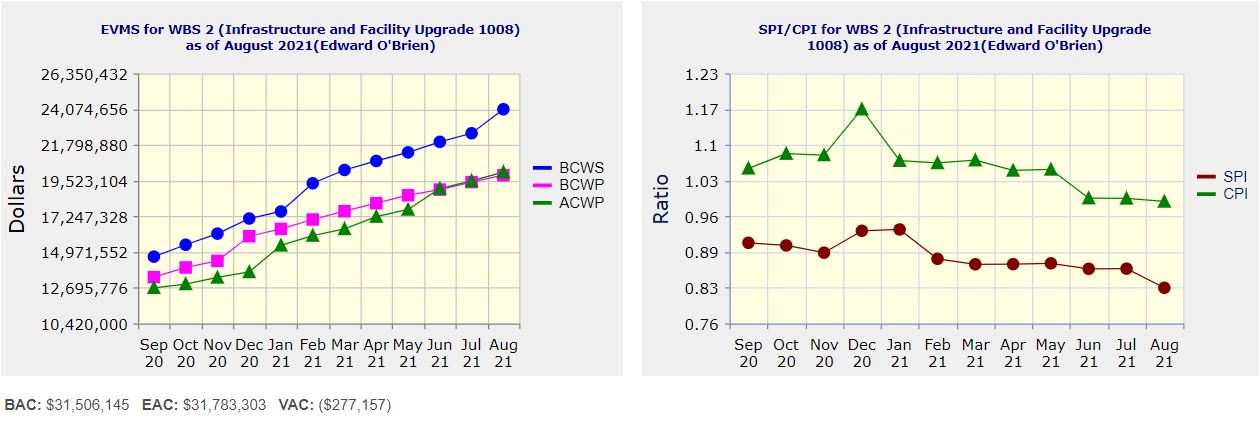 EVMS for WBS 2 (Infrastructure and Facility Upgrade 1008)
as of August 2021(Edward O'Brien)
26,350,432
24,074,656
21,798,880
19,523,104
17,247,328
14,971,552
12,695,776
10,420,000
Dollars
Sep Oct Nov Dec Jan Feb Mar Apr May Jun Jul Aug
20 20 20 20 21 21 21 21 21 21 21 21
BCWS
BCWP
ACWP
SPI/CPI for WBS 2 (Infrastructure and Facility Upgrade
1008) as of August 2021(Edward O'Brien)
1.23
1.17
1.1
1.03
0.96
0.89
0.83
0.76
Ratio
Sep Oct Nov Dec Jan Feb Mar Apr May Jun Jul Aug
20 20 20 20 21 21 21 21 21 21 21 21
SPI
CPI
BAC: $31,506,145 EAC: $31,783,303 VAC: ($277,157)